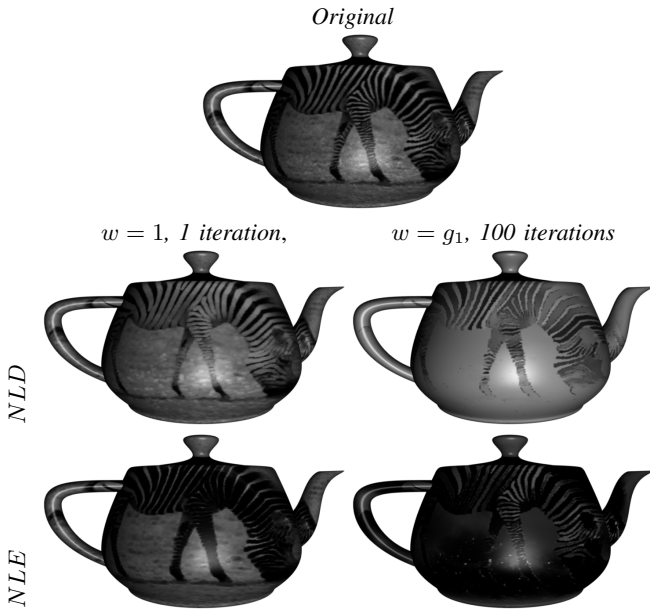 Original
w = 1, 1 iteration,
w = g₁, 100 iterations
NLD
NLE